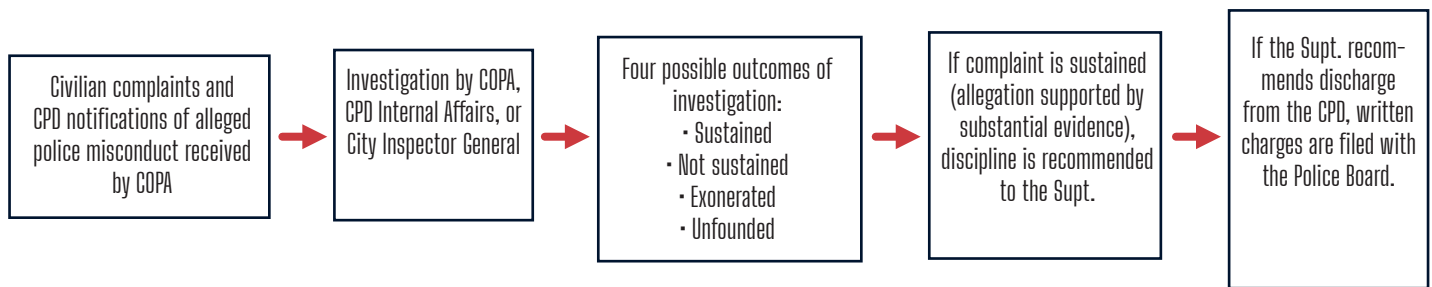 Civilian complaints and
CPD notifications of alleged
police misconduct received
by COPA
Investigation by COPA,
CPD Internal Affairs, or
City Inspector General
Four possible outcomes of
investigation:
• Sustained
• Not sustained
• Exonerated
• Unfounded
If complaint is sustained
(allegation supported by
substantial evidence),
discipline is recommended
to the Supt.
If the Supt. recom-
mends discharge
from the CPD, written
charges are filed with
the Police Board.